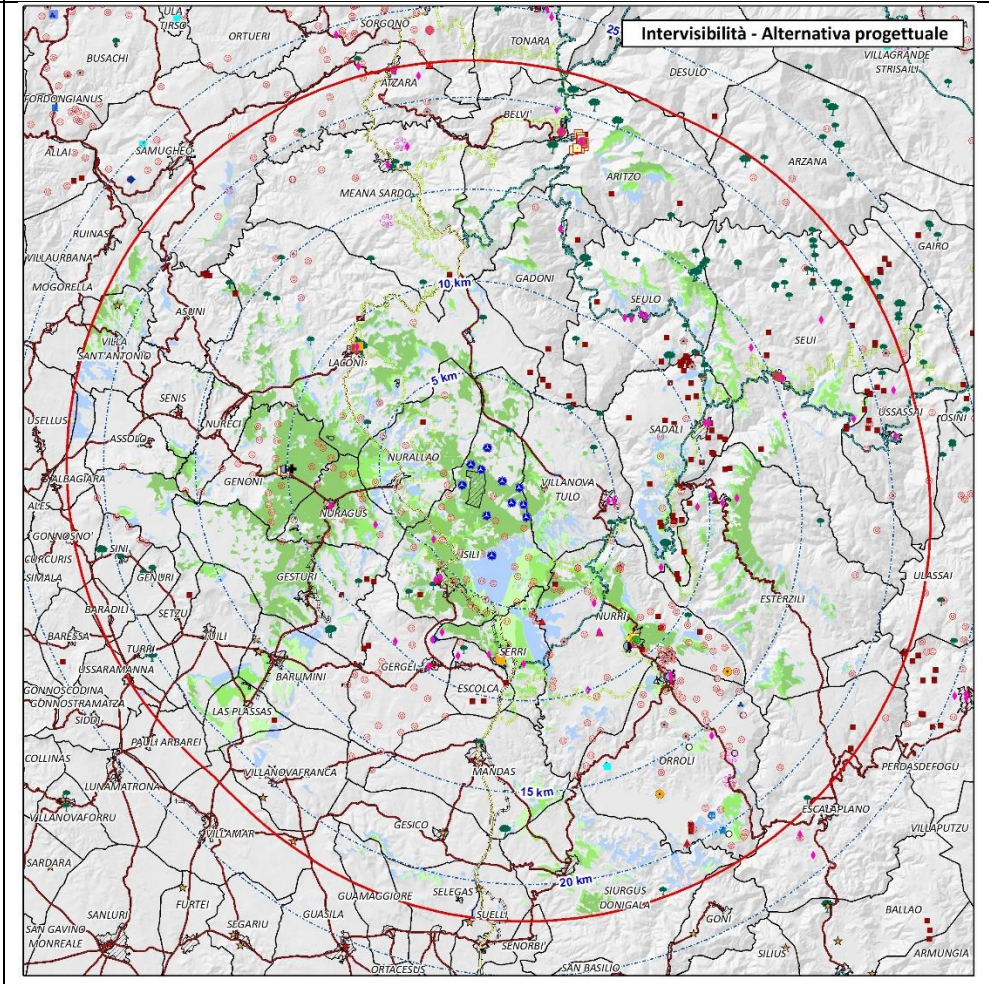 Intervisibilità - Alternativa progettuale
ULA
TIRSO
SORGONO
TONARA
25
ORTUERI
BUSACHI
DESULO
VILLAGRANDE
STRISAILI
ATZARA
FORDONGIANUS
BELVI'
SAMUGHEO
ALLAI
ARZANA
ARITZO
MEANA SARDO
RUINAS
GAIRO
VILLAURBANA
GADONI
10 km
MOGORELLA
SEULO
ASUNI
SEUI
VILLA
SANT'ANTONIO
LACONI
5 km
SENIS
USSASSAI
OSINI
USELLUS
NURECI
SADALI
ASSOLO
NURALLAO
ALBAGIARA
GENONI
VILLANOVA
TULO
ALES
NURAGUS
GONNOSNO'
SINI
CURCURIS
ISILI
SIMALA
GENURI
GESTURI
ULASSAI
ESTERZILI
BARADILI
SETZU
NURRI
BARESSA
TUILI
TURRI
SERRI
USSARAMANNA
GERGEI
BARUMINI
GONNOSCODINA
ESCOLCA
GONNOSTRAMATZA
LAS PLASSAS
SIDDI
PAULI ARBAREI
COLLINAS
ORROLI
PERDASDEFOGU
LUNAMATRONA
VILLANOVAFRANCA
MANDAS
15 km
VILLANOVAFORRU
ESCALAPLANO
VILLAMAR
GESICO
VILLAPUTZU
SARDARA
20 km
SELEGAS
SIURGUS
DONIGALA
GUAMAGGIORE
FURTEI
BALLAO
SANLURI
GUASILA
SUELLI
GONI
SEGARIU
SAN GAVINO
MONREALE
SENORBI'
SILIUS
ARMUNGIA
ORTACESUS
SAN BASILIO